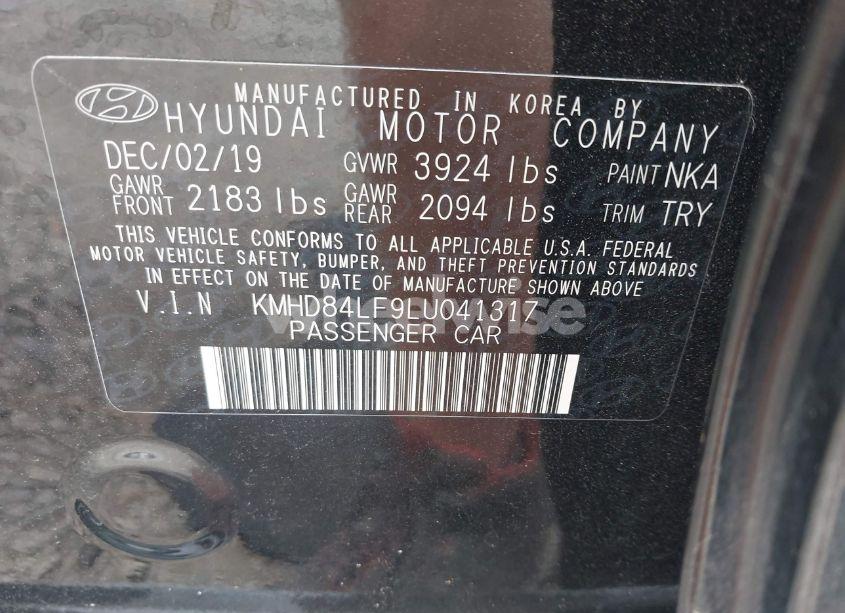 MANUFACTURED IN KOREA BY
HYUNDAI MOTOR COMPANY
DEC/02/19 GVWR 3924 lbs PAINT NKA
GAWR FRONT 2183 lbs GAWR REAR 2094 lbs TRIM TRY
THIS VEHICLE CONFORMS TO ALL APPLICABLE U.S.A. FEDERAL
MOTOR VEHICLE SAFETY, BUMPER, AND THEFT PREVENTION STANDARDS
IN EFFECT ON THE DATE OF MANUFACTURE SHOWN ABOVE
V.I.N KMHD84LF9LU041317
PASSENGER CAR